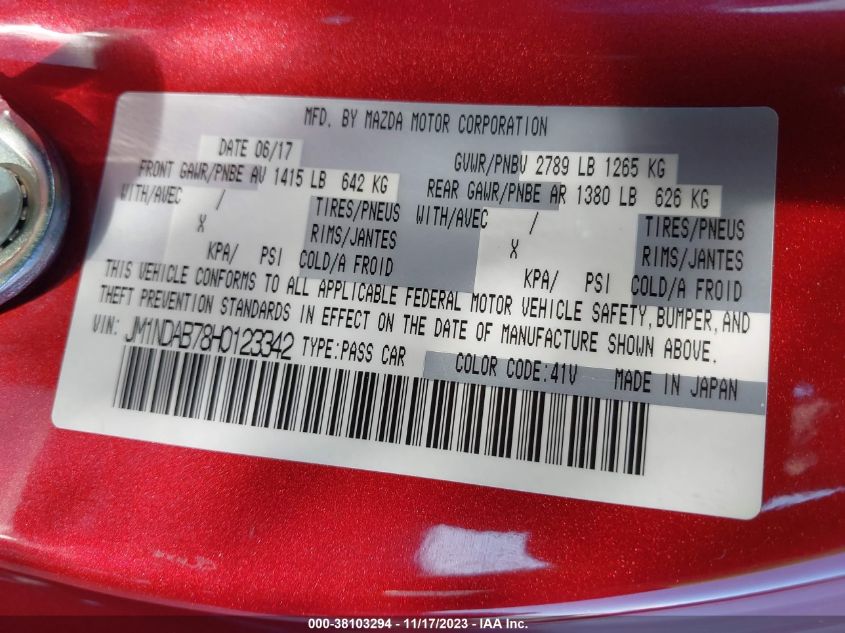 MFD. BY MAZDA MOTOR CORPORATION
DATE 06/17
GVWR/PNBV 2789 LB 1265 KG
FRONT GAWR/PNBE AV 1415 LB 642 KG
REAR GAWR/PNBE AR 1380 LB 626 KG
WITH/AVEC / TIRES/PNEUS
WITH/AVEC / TIRES/PNEUS
X RIMS/JANTES
X RIMS/JANTES
KPA/ PSI COLD/A FROID
KPA/ PSI COLD/A FROID
THIS VEHICLE CONFORMS TO ALL APPLICABLE FEDERAL MOTOR VEHICLE SAFETY, BUMPER, AND
THEFT PREVENTION STANDARDS IN EFFECT ON THE DATE OF MANUFACTURE SHOWN ABOVE.
VIN: JM1NDAB78H0123342 TYPE:PASS CAR
COLOR CODE:41V MADE IN JAPAN
000-38103294 - 11/17/2023 - IAA Inc.